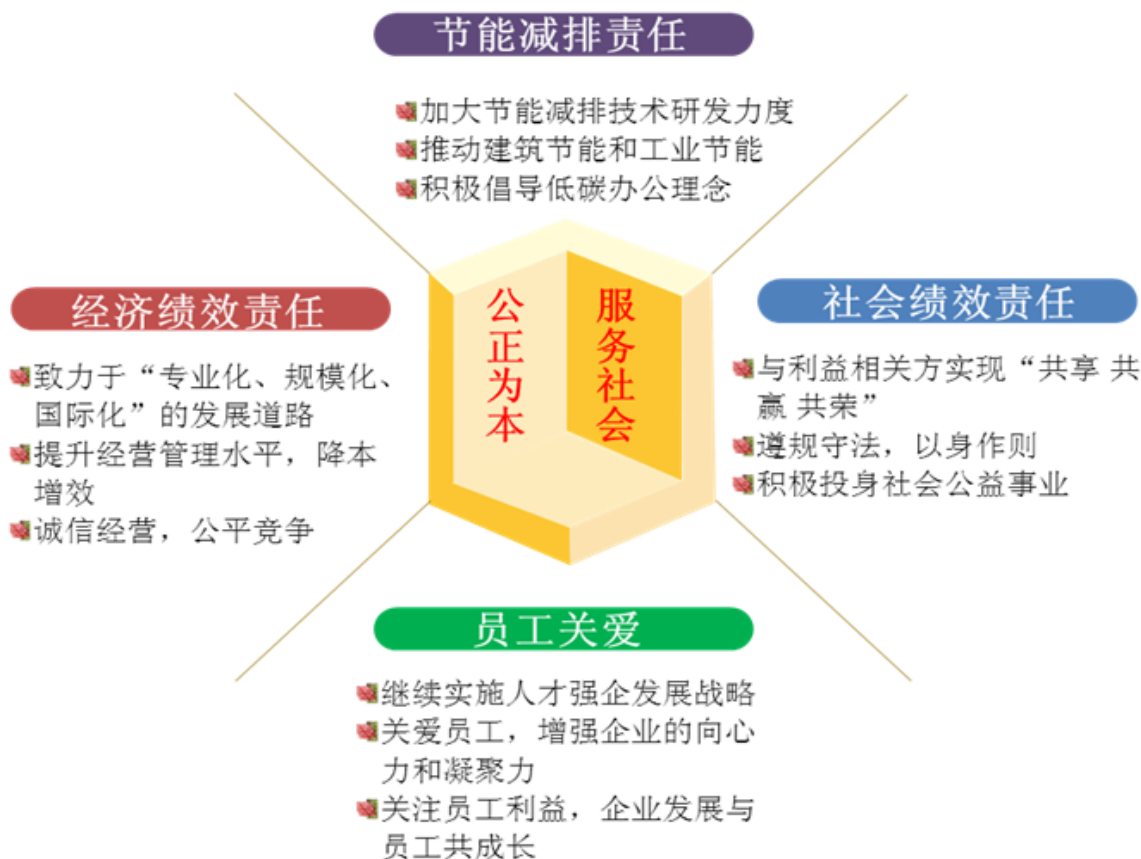 节能减排责任
加大节能减排技术研发力度
推动建筑节能和工业节能
积极倡导低碳办公理念
经济绩效责任
致力于“专业化、规模化、
国际化”的发展道路
提升经营管理水平，降本
增效
诚信经营，公平竞争
公正为本
服务社会
社会绩效责任
与利益相关方实现“共享 共
赢 共荣”
遵规守法，以身作则
积极投身社会公益事业
员工关爱
继续实施人才强企发展战略
关爱员工，增强企业的向心
力和凝聚力
关注员工利益，企业发展与
员工共成长